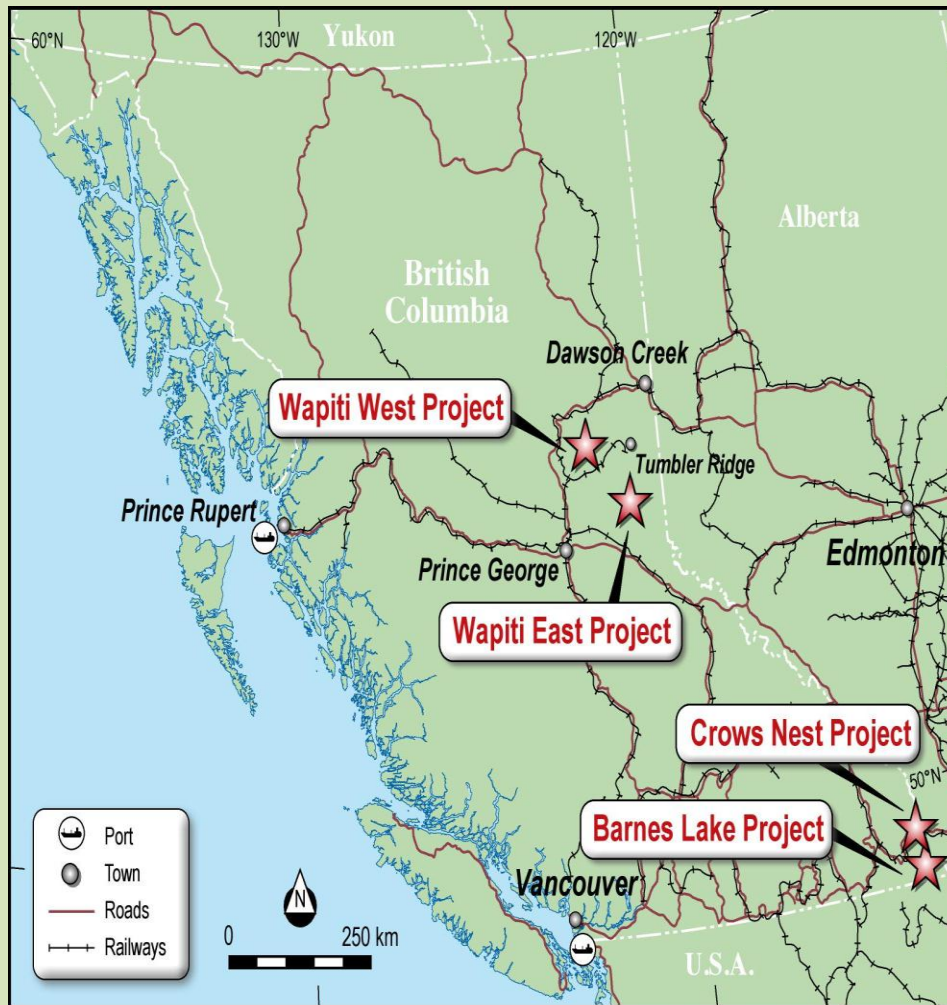 60°N
130°W
Yukon
120°W
Alberta
British
Columbia
Dawson Creek
Wapiti West Project
Tumbler Ridge
Prince Rupert
Edmonton
Prince George
Wapiti East Project
Crows Nest Project
50°N
Barnes Lake Project
Vancouver
U.S.A.
Port
Town
Roads
Railways
N
0 250 km